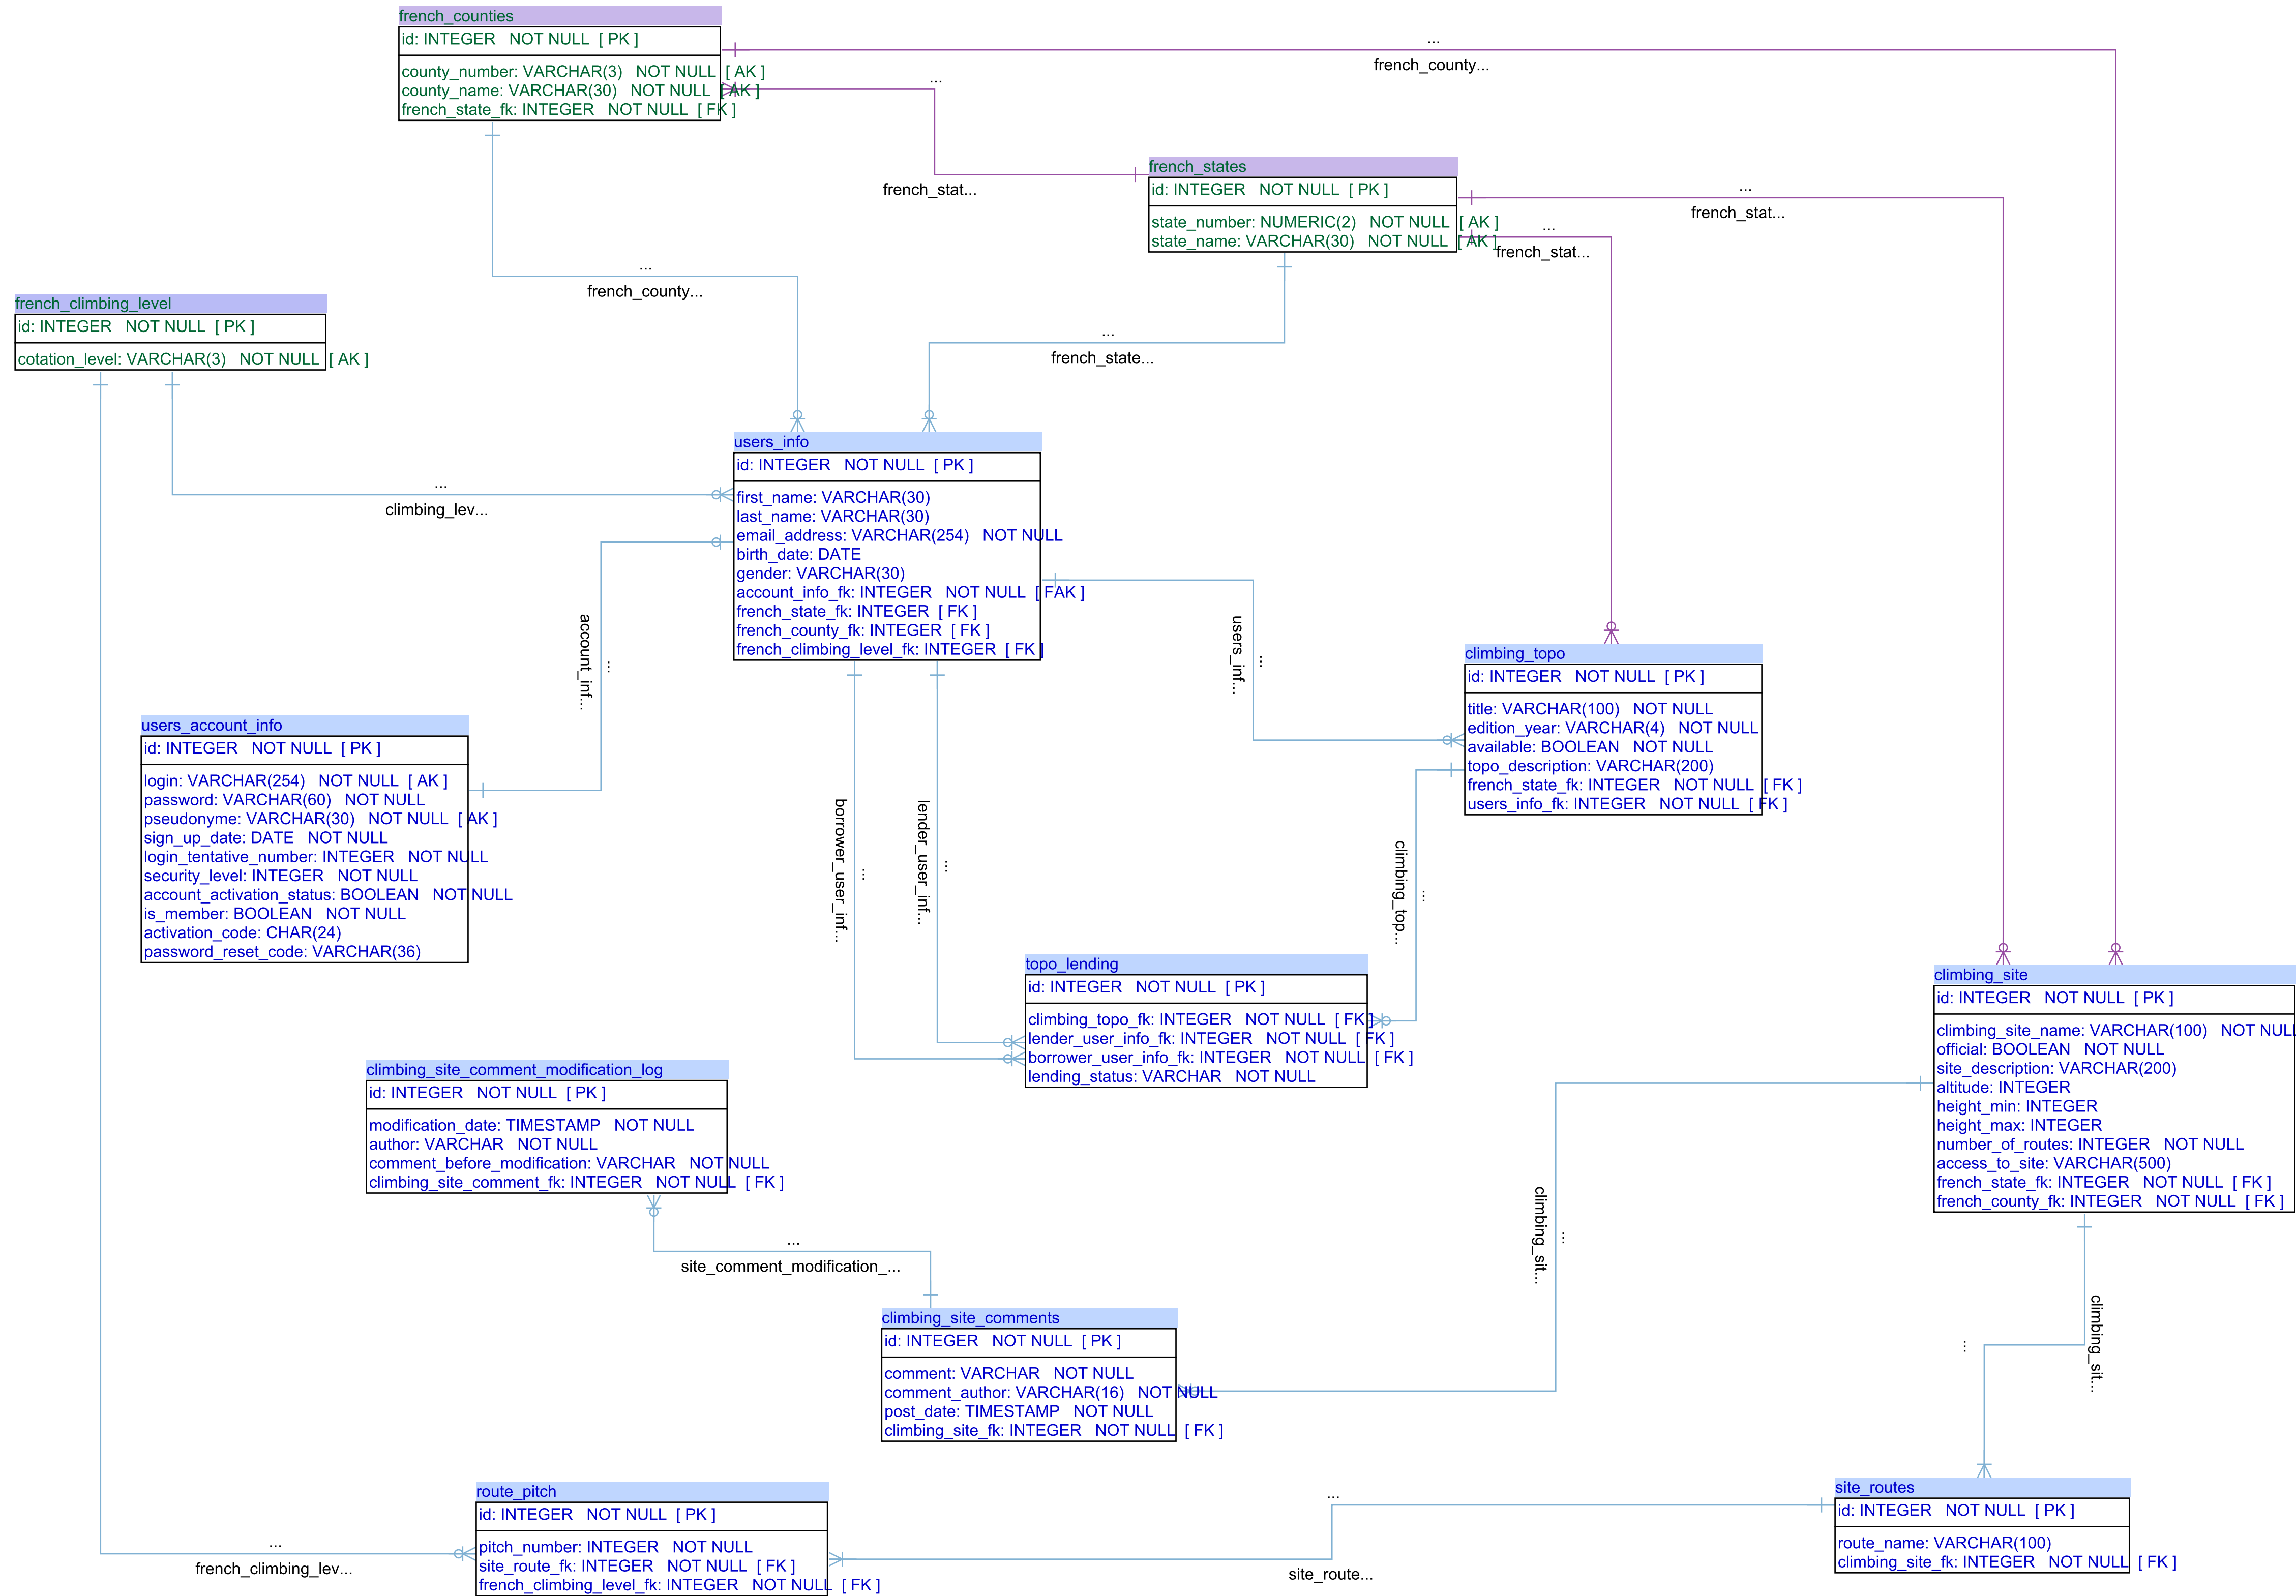 french_counties
id: INTEGER   NOT NULL  [ PK ]
county_number: VARCHAR(3)   NOT NULL  [ AK ]
county_name: VARCHAR(30)   NOT NULL  [ AK ]
french_state_fk: INTEGER   NOT NULL  [ FK ]
...
french_county...
...
french_stat...
french_states
id: INTEGER   NOT NULL  [ PK ]
state_number: NUMERIC(2)   NOT NULL  [ AK ]
state_name: VARCHAR(30)   NOT NULL  [ AK ]
...
french_stat...
...
french_stat...
...
french_county...
...
french_state...
french_climbing_level
id: INTEGER   NOT NULL  [ PK ]
cotation_level: VARCHAR(3)   NOT NULL  [ AK ]
...
climbing_lev...
users_info
id: INTEGER   NOT NULL  [ PK ]
first_name: VARCHAR(30)
last_name: VARCHAR(30)
email_address: VARCHAR(254)   NOT NULL
birth_date: DATE
gender: VARCHAR(30)
account_info_fk: INTEGER   NOT NULL  [ FAK ]
french_state_fk: INTEGER  [ FK ]
french_county_fk: INTEGER  [ FK ]
french_climbing_level_fk: INTEGER  [ FK ]
...
account_inf...
...
users_inf...
climbing_topo
id: INTEGER   NOT NULL  [ PK ]
title: VARCHAR(100)   NOT NULL
edition_year: VARCHAR(4)   NOT NULL
available: BOOLEAN   NOT NULL
topo_description: VARCHAR(200)
french_state_fk: INTEGER   NOT NULL  [ FK ]
users_info_fk: INTEGER   NOT NULL  [ FK ]
users_account_info
id: INTEGER   NOT NULL  [ PK ]
login: VARCHAR(254)   NOT NULL  [ AK ]
password: VARCHAR(60)   NOT NULL
pseudonyme: VARCHAR(30)   NOT NULL  [ AK ]
sign_up_date: DATE   NOT NULL
login_tentative_number: INTEGER   NOT NULL
security_level: INTEGER   NOT NULL
account_activation_status: BOOLEAN   NOT NULL
is_member: BOOLEAN   NOT NULL
activation_code: CHAR(24)
password_reset_code: VARCHAR(36)
...
borrower_user_inf...
...
lender_user_inf...
...
climbing_top...
topo_lending
id: INTEGER   NOT NULL  [ PK ]
climbing_topo_fk: INTEGER   NOT NULL  [ FK ]
lender_user_info_fk: INTEGER   NOT NULL  [ FK ]
borrower_user_info_fk: INTEGER   NOT NULL  [ FK ]
lending_status: VARCHAR   NOT NULL
climbing_site
id: INTEGER   NOT NULL  [ PK ]
climbing_site_name: VARCHAR(100)   NOT NULL
official: BOOLEAN   NOT NULL
site_description: VARCHAR(200)
altitude: INTEGER
height_min: INTEGER
height_max: INTEGER
number_of_routes: INTEGER   NOT NULL
access_to_site: VARCHAR(500)
french_state_fk: INTEGER   NOT NULL  [ FK ]
french_county_fk: INTEGER   NOT NULL  [ FK ]
climbing_site_comment_modification_log
id: INTEGER   NOT NULL  [ PK ]
modification_date: TIMESTAMP   NOT NULL
author: VARCHAR   NOT NULL
comment_before_modification: VARCHAR   NOT NULL
climbing_site_comment_fk: INTEGER   NOT NULL  [ FK ]
...
site_comment_modification_...
...
climbing_sit...
...
climbing_sit...
climbing_site_comments
id: INTEGER   NOT NULL  [ PK ]
comment: VARCHAR   NOT NULL
comment_author: VARCHAR(16)   NOT NULL
post_date: TIMESTAMP   NOT NULL
climbing_site_fk: INTEGER   NOT NULL  [ FK ]
route_pitch
id: INTEGER   NOT NULL  [ PK ]
pitch_number: INTEGER   NOT NULL
site_route_fk: INTEGER   NOT NULL  [ FK ]
french_climbing_level_fk: INTEGER   NOT NULL  [ FK ]
...
french_climbing_lev...
...
site_route...
site_routes
id: INTEGER   NOT NULL  [ PK ]
route_name: VARCHAR(100)
climbing_site_fk: INTEGER   NOT NULL  [ FK ]